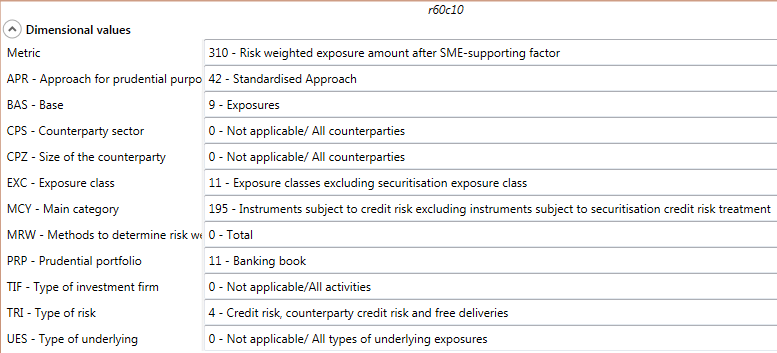 r60c10
Dimensional values
Metric 310 - Risk weighted exposure amount after SME-supporting factor
APR - Approach for prudential purpo 42 - Standardised Approach
BAS - Base 9 - Exposures
CPS - Counterparty sector 0 - Not applicable/ All counterparties
CPZ - Size of the counterparty 0 - Not applicable/ All counterparties
EXC - Exposure class 11 - Exposure classes excluding securitisation exposure class
MCY - Main category 195 - Instruments subject to credit risk excluding instruments subject to securitisation credit risk treatment
MRW - Methods to determine risk we 0 - Total
PRP - Prudential portfolio 11 - Banking book
TIF - Type of investment firm 0 - Not applicable/All activities
TRI - Type of risk 4 - Credit risk, counterparty credit risk and free deliveries
UES - Type of underlying 0 - Not applicable/ All types of underlying exposures